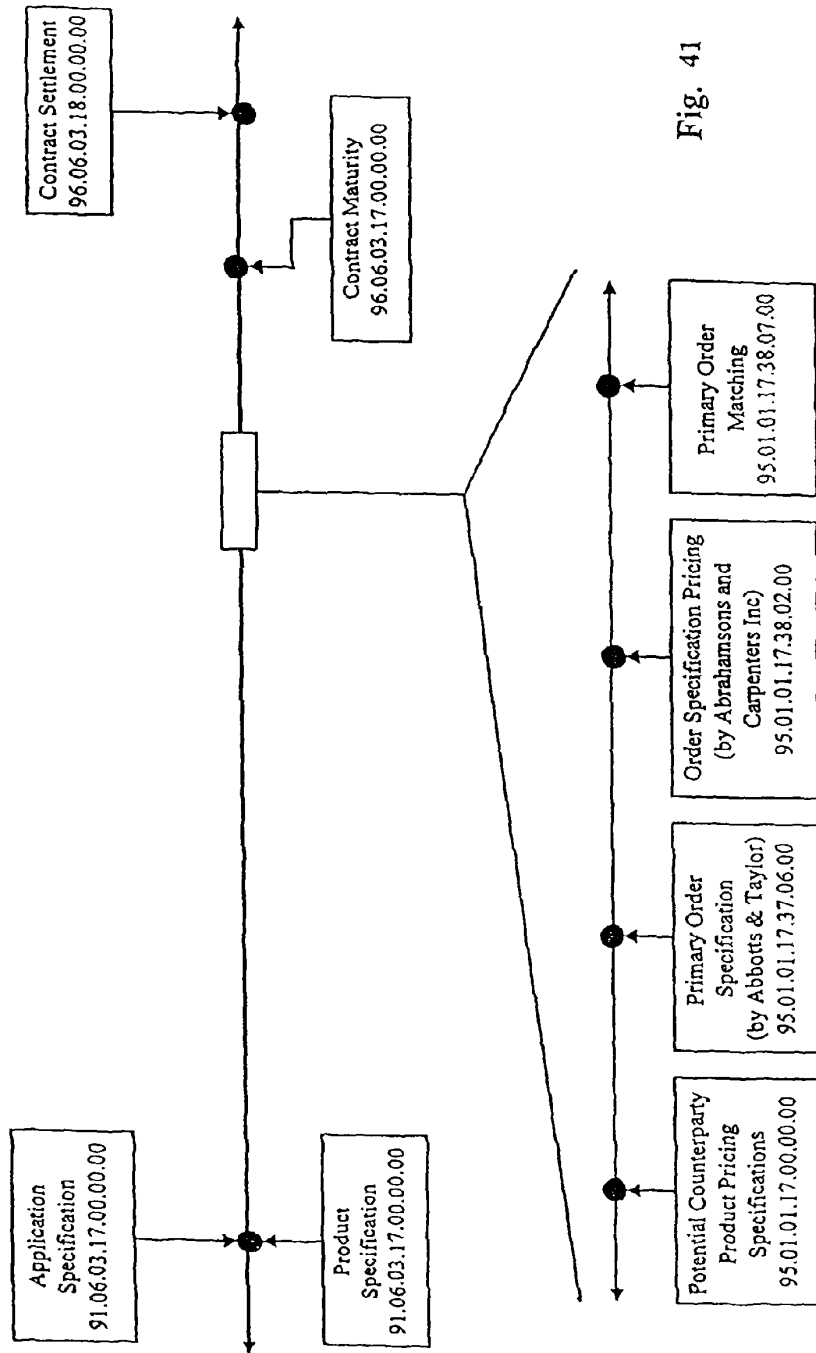 Application
Specification
91.06.03.17.00.00.00
Product
Specification
91.06.03.17.00.00.00
Contract Settlement
96.06.03.18.00.00.00
Contract Maturity
96.06.03.17.00.00.00
Potential Counterparty
Product Pricing
Specifications
95.01.01.17.00.00.00
Primary Order
Specification
(by Abbotts & Taylor)
95.01.01.17.37.06.00
Order Specification Pricing
(by Abrahamsons and
Carpenters Inc)
95.01.01.17.38.02.00
Primary Order
Matching
95.01.01.17.38.07.00
Fig. 41